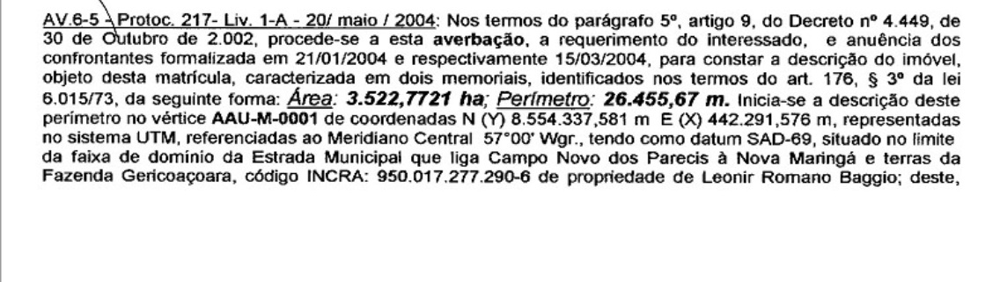 AV.6-5 - Protoc. 217- Liv. 1-A - 20/ maio / 2004: Nos termos do parágrafo 5º, artigo 9, do Decreto nº 4.449, de
30 de Outubro de 2.002, procede-se a esta averbação, a requerimento do interessado, e anuência dos
confrontantes formalizada em 21/01/2004 e respectivamente 15/03/2004, para constar a descrição do imóvel,
objeto desta matrícula, caracterizada em dois memoriais, identificados nos termos do art. 176, § 3º da lei
6.015/73, da seguinte forma: Área: 3.522,7721 ha; Perímetro: 26.455,67 m. Inicia-se a descrição deste
perímetro no vértice AAU-M-0001 de coordenadas N (Y) 8.554.337,581 m E (X) 442.291,576 m, representadas
no sistema UTM, referenciadas ao Meridiano Central 57°00' Wgr., tendo como datum SAD-69, situado no limite
da faixa de domínio da Estrada Municipal que liga Campo Novo dos Parecis à Nova Maringá e terras da
Fazenda Gericoaçoara, código INCRA: 950.017.277.290-6 de propriedade de Leonir Romano Baggio; deste,